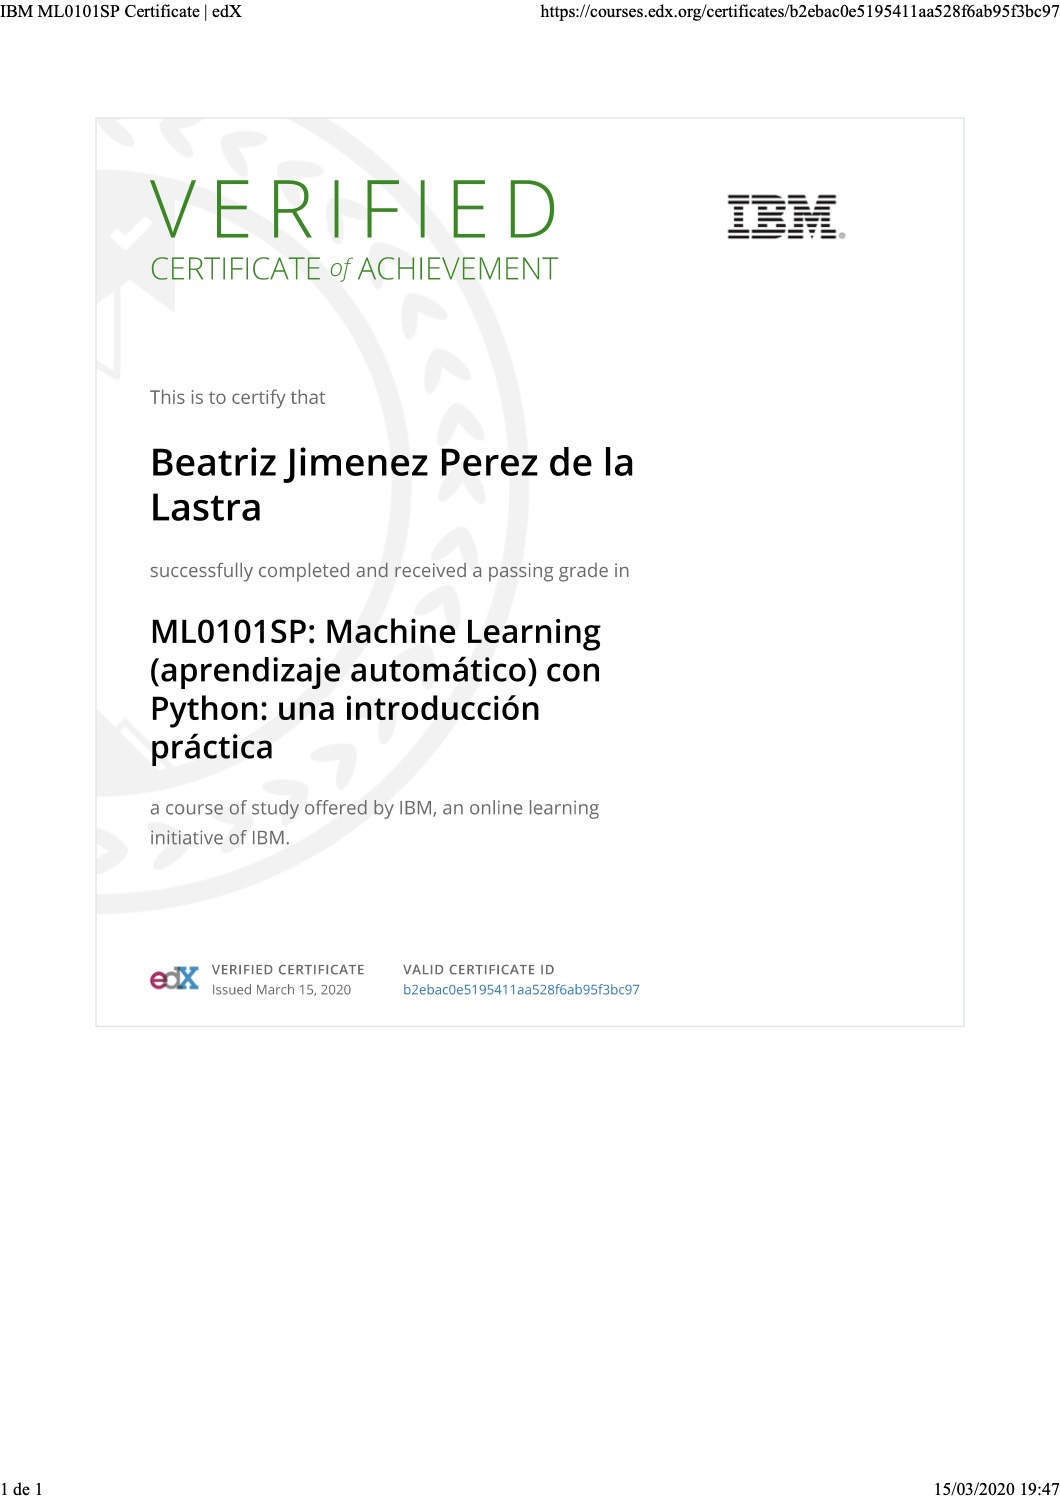 IBM ML0101SP Certificate | edX
https://courses.edx.org/certificates/b2ebac0e5195411aa528f6ab95f3bc97
VERIFIED
CERTIFICATE of ACHIEVEMENT
IBM
This is to certify that
Beatriz Jimenez Perez de la
Lastra
successfully completed and received a passing grade in
ML0101SP: Machine Learning
(aprendizaje automático) con
Python: una introducción
práctica
a course of study offered by IBM, an online learning
initiative of IBM.
edX
VERIFIED CERTIFICATE
Issued March 15, 2020
VALID CERTIFICATE ID
b2ebac0e5195411aa528f6ab95f3bc97
1 de 1
15/03/2020 19:47